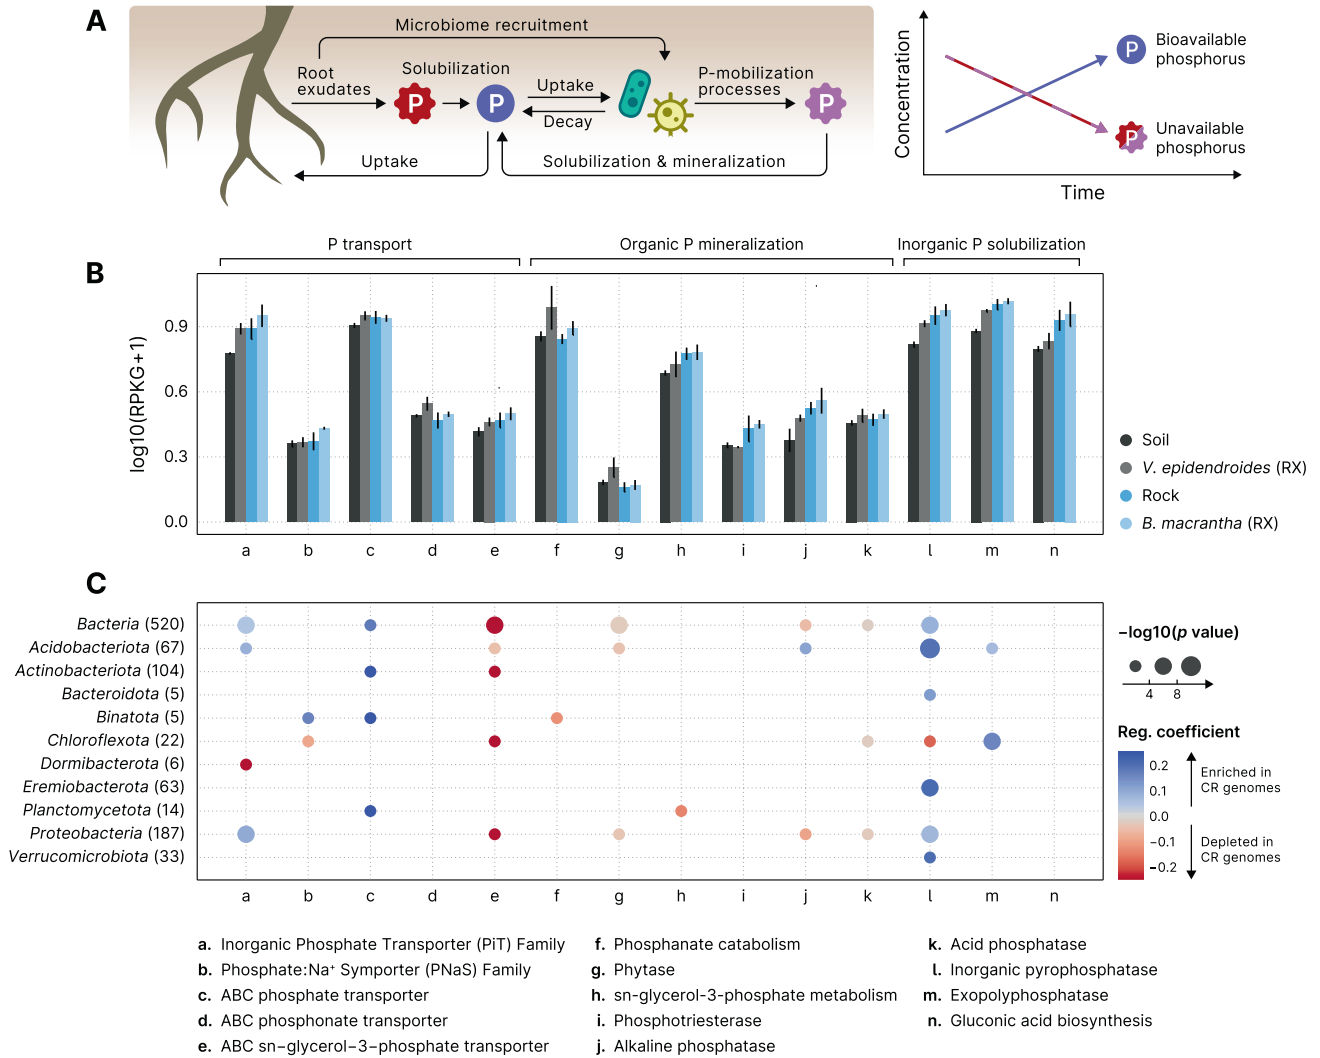 A
Microbiome recruitment
Root
exudates
Solubilization
P
P
Uptake
Decay
P-mobilization
processes
P
Uptake
Solubilization & mineralization
Concentration
Time
P
Bioavailable
phosphorus
P
Unavailable
phosphorus
B
P transport
Organic P mineralization
Inorganic P solubilization
log10(RPKG+1)
0.9
0.6
0.3
0.0
a b c d e f g h i j k l m n
Soil
V. epidendroides (RX)
Rock
B. macrantha (RX)
C
Bacteria (520)
Acidobacteriota (67)
Actinobacteriota (104)
Bacteroidota (5)
Binatota (5)
Chloroflexota (22)
Dormibacterota (6)
Eremiobacterota (63)
Planctomycetota (14)
Proteobacteria (187)
Verrucomicrobiota (33)
a b c d e f g h i j k l m n
−log10(p value)
4 8
Reg. coefficient
0.2
0.1
0.0
−0.1
−0.2
Enriched in
CR genomes
Depleted in
CR genomes
a. Inorganic Phosphate Transporter (PiT) Family
b. Phosphate:Na⁺ Symporter (PNaS) Family
c. ABC phosphate transporter
d. ABC phosphonate transporter
e. ABC sn−glycerol−3−phosphate transporter
f. Phosphanate catabolism
g. Phytase
h. sn-glycerol-3-phosphate metabolism
i. Phosphotriesterase
j. Alkaline phosphatase
k. Acid phosphatase
l. Inorganic pyrophosphatase
m. Exopolyphosphatase
n. Gluconic acid biosynthesis